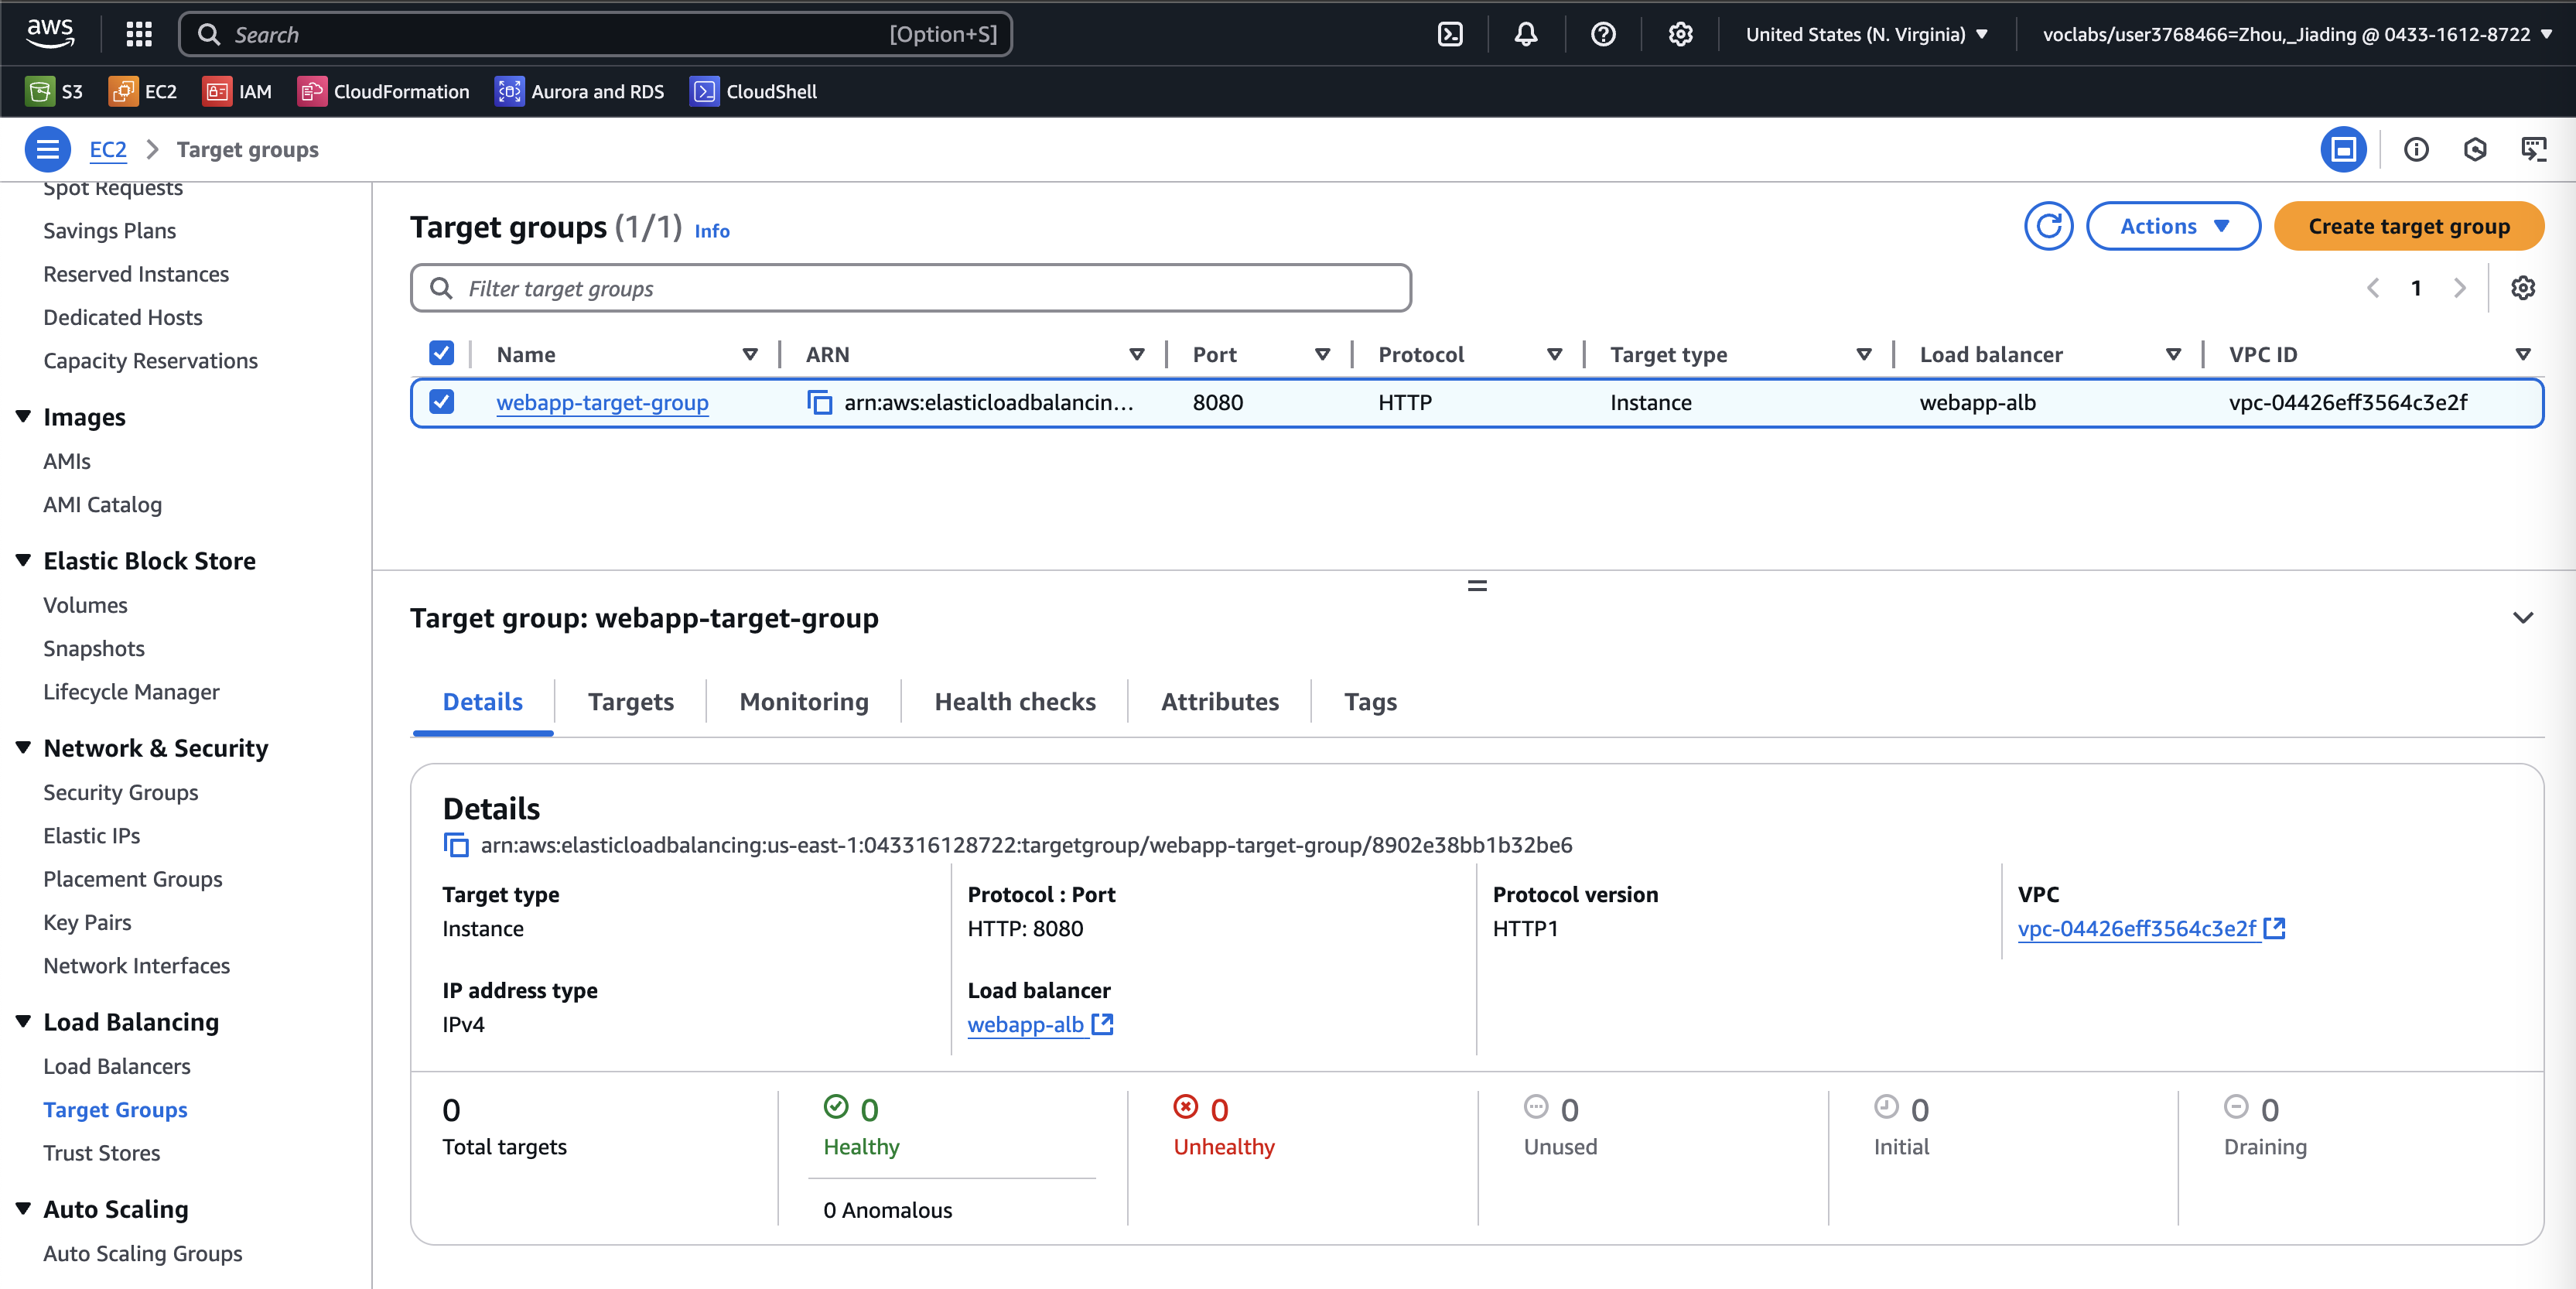 aws
Search [Option+S]
United States (N. Virginia)
voclabs/user3768466=Zhou,_Jiading @ 0433-1612-8722
S3 EC2 IAM CloudFormation Aurora and RDS CloudShell
EC2 Target groups
Spot Requests
Savings Plans
Reserved Instances
Dedicated Hosts
Capacity Reservations
Images
AMIs
AMI Catalog
Elastic Block Store
Volumes
Snapshots
Lifecycle Manager
Network & Security
Security Groups
Elastic IPs
Placement Groups
Key Pairs
Network Interfaces
Load Balancing
Load Balancers
Target Groups
Trust Stores
Auto Scaling
Auto Scaling Groups
Target groups (1/1) Info
Actions
Create target group
Filter target groups
1
Name ARN Port Protocol Target type Load balancer VPC ID
webapp-target-group arn:aws:elasticloadbalancin... 8080 HTTP Instance webapp-alb vpc-04426eff3564c3e2f
Target group: webapp-target-group
Details Targets Monitoring Health checks Attributes Tags
Details
arn:aws:elasticloadbalancing:us-east-1:043316128722:targetgroup/webapp-target-group/8902e38bb1b32be6
Target type
Instance
Protocol : Port
HTTP: 8080
Protocol version
HTTP1
VPC
vpc-04426eff3564c3e2f
IP address type
IPv4
Load balancer
webapp-alb
0
Total targets
0
Healthy
0 Anomalous
0
Unhealthy
0
Unused
0
Initial
0
Draining